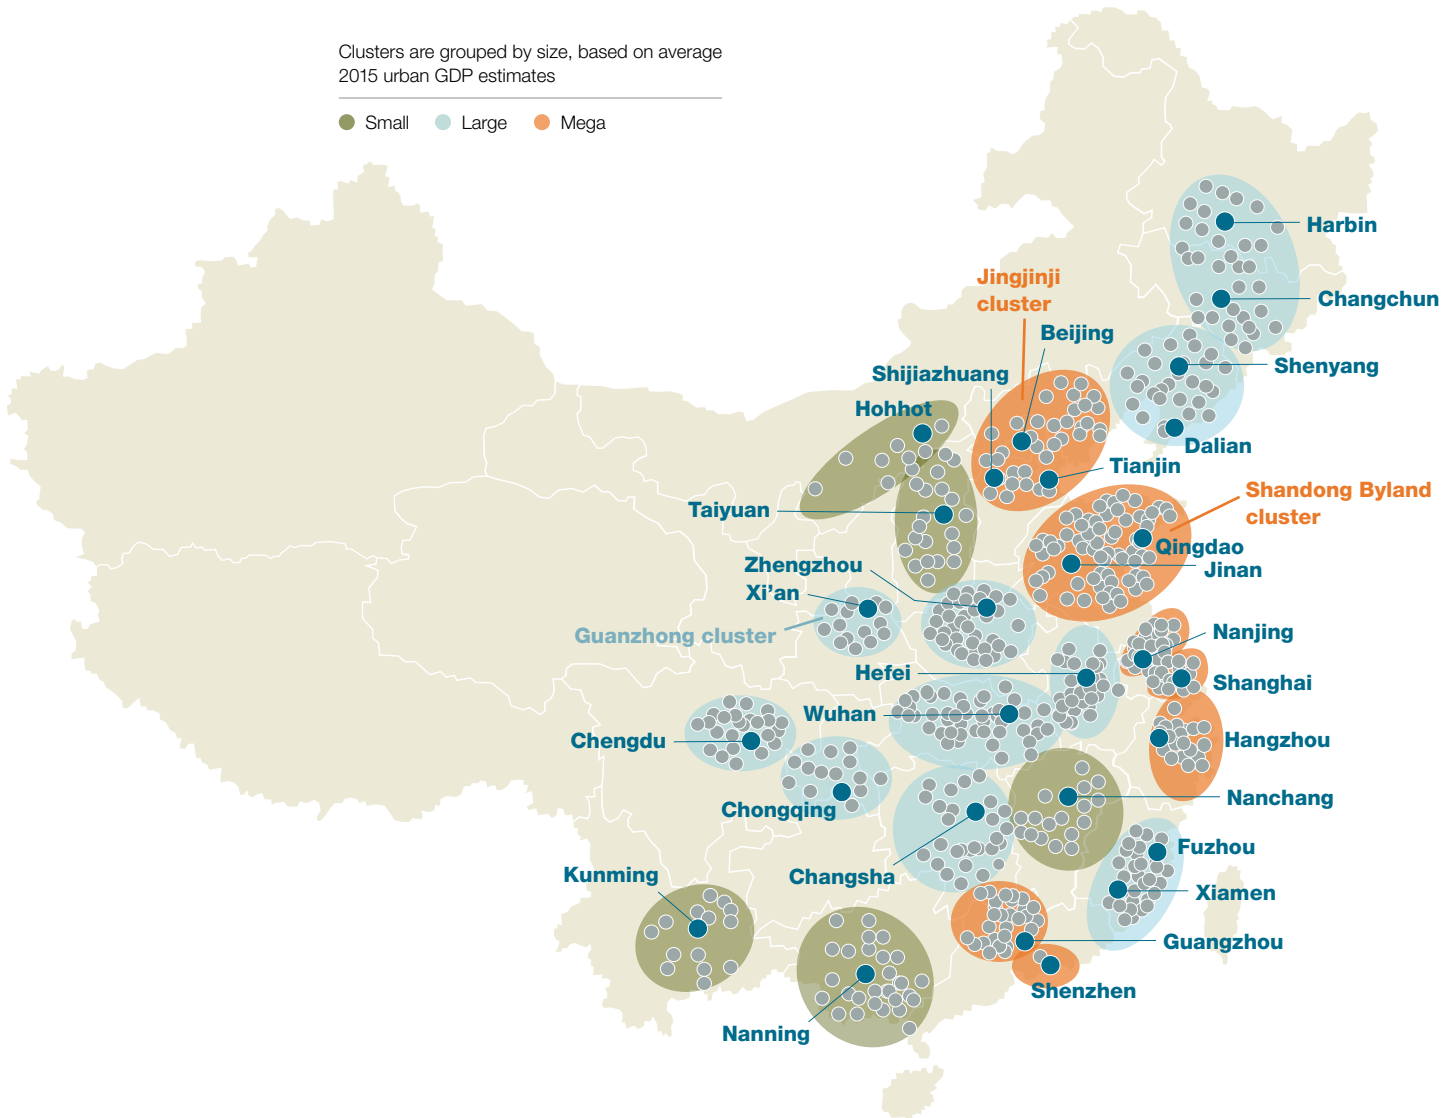 Clusters are grouped by size, based on average
2015 urban GDP estimates
Small
Large
Mega
Harbin
Jingjinji
cluster
Changchun
Beijing
Shenyang
Shijiazhuang
Hohhot
Dalian
Tianjin
Shandong Byland
cluster
Taiyuan
Qingdao
Zhengzhou
Jinan
Xi’an
Guanzhong cluster
Nanjing
Hefei
Shanghai
Wuhan
Chengdu
Hangzhou
Chongqing
Nanchang
Fuzhou
Kunming
Changsha
Xiamen
Guangzhou
Shenzhen
Nanning